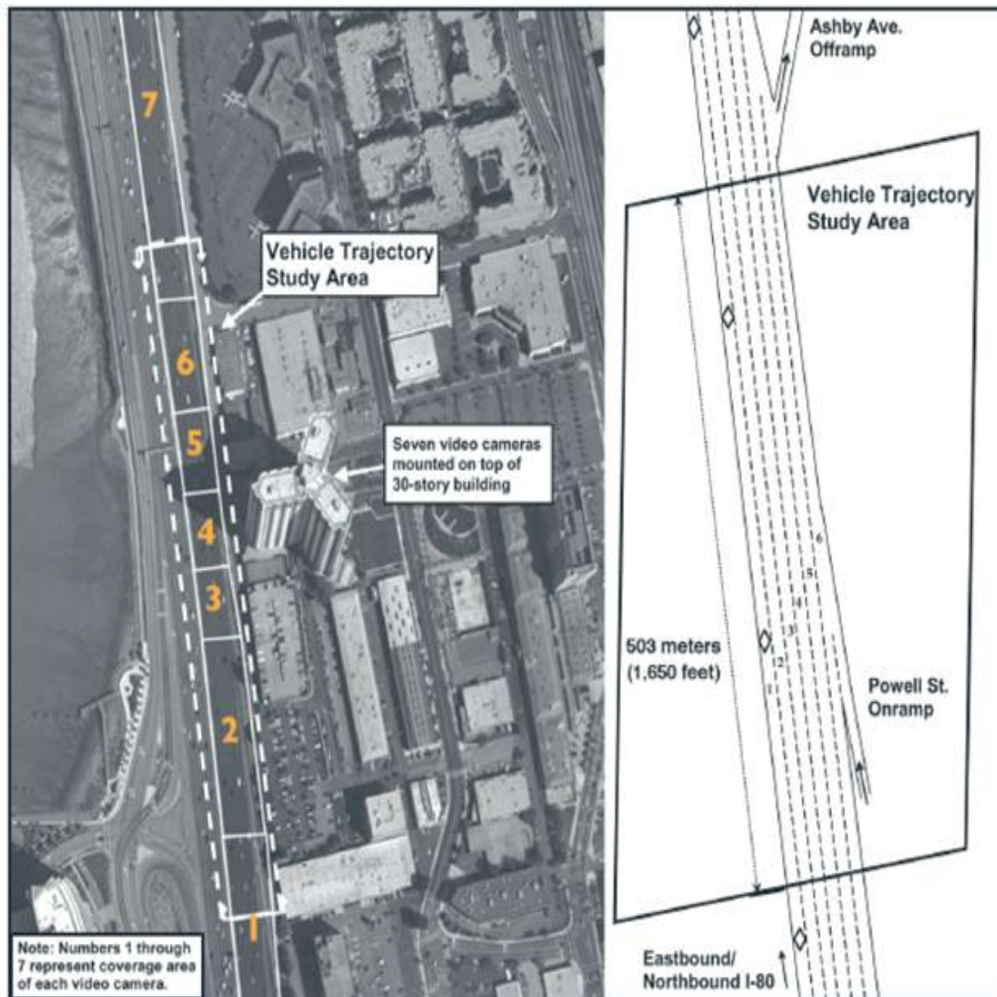 7
Vehicle Trajectory
Study Area
6
5
Seven video cameras
mounted on top of
30-story building
4
3
2
1
Note: Numbers 1 through
7 represent coverage area
of each video camera.
Ashby Ave.
Offramp
Vehicle Trajectory
Study Area
6
5
4
3
2
1
503 meters
(1,650 feet)
Powell St.
Onramp
Eastbound/
Northbound I-80